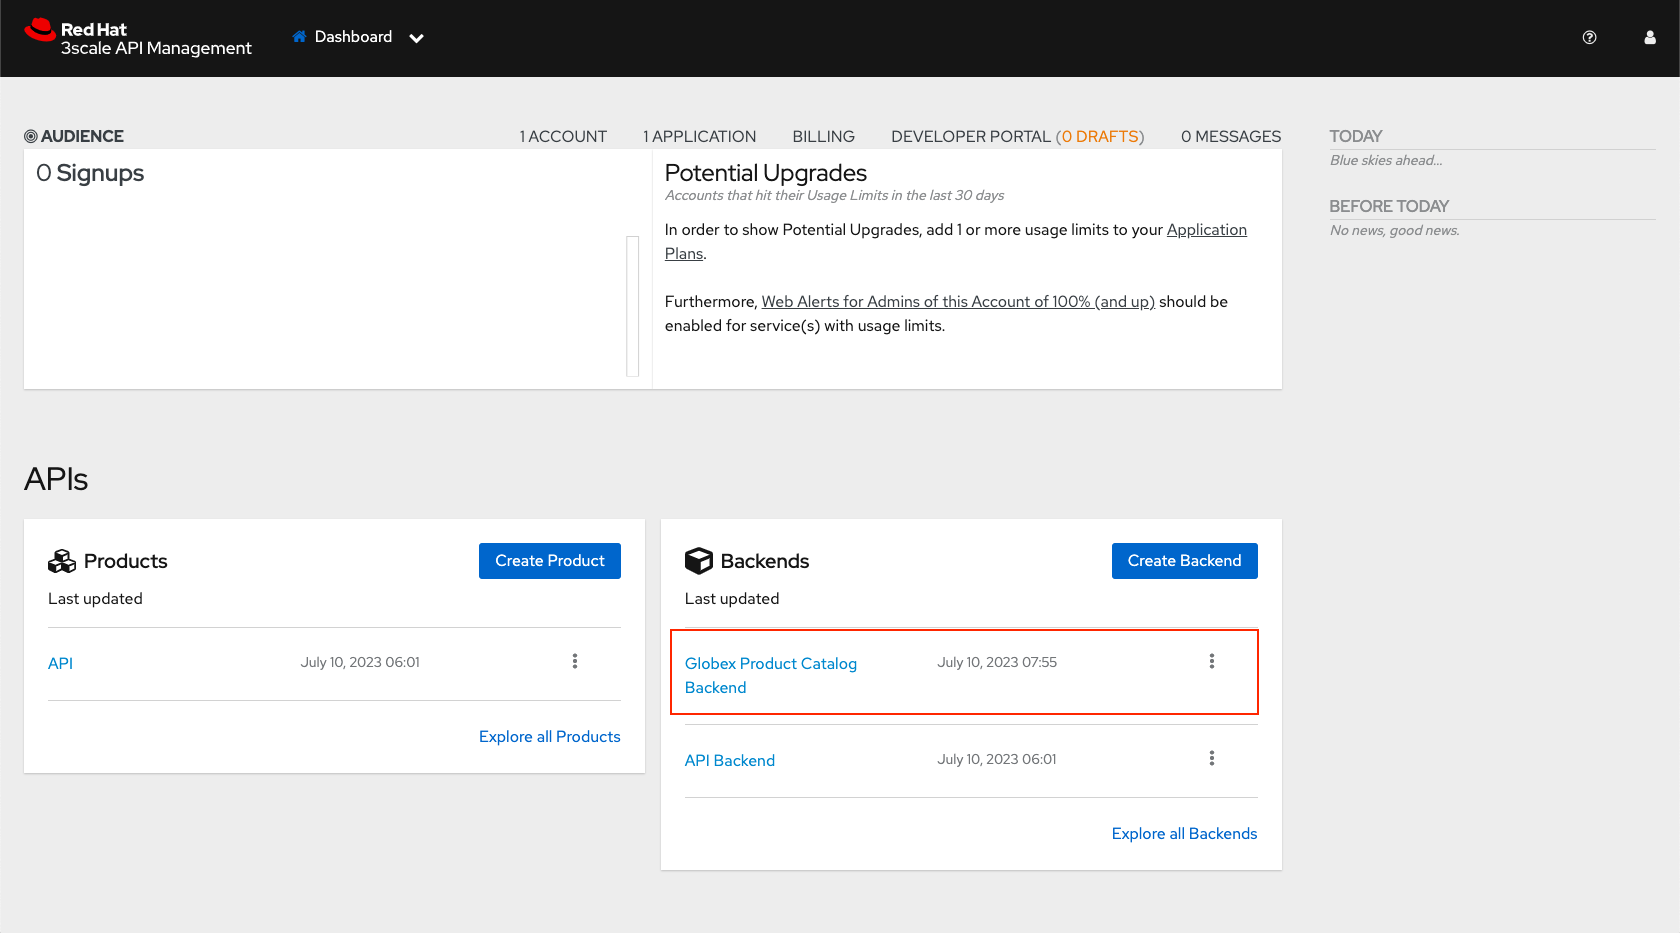 Red Hat
3scale API Management
Dashboard
AUDIENCE
1 ACCOUNT
1 APPLICATION
BILLING
DEVELOPER PORTAL (0 DRAFTS)
0 MESSAGES
0 Signups
Potential Upgrades
Accounts that hit their Usage Limits in the last 30 days
In order to show Potential Upgrades, add 1 or more usage limits to your Application
Plans.
Furthermore, Web Alerts for Admins of this Account of 100% (and up) should be
enabled for service(s) with usage limits.
TODAY
Blue skies ahead...
BEFORE TODAY
No news, good news.
APIs
Products
Create Product
Last updated
API
July 10, 2023 06:01
Explore all Products
Backends
Create Backend
Last updated
Globex Product Catalog
Backend
July 10, 2023 07:55
API Backend
July 10, 2023 06:01
Explore all Backends